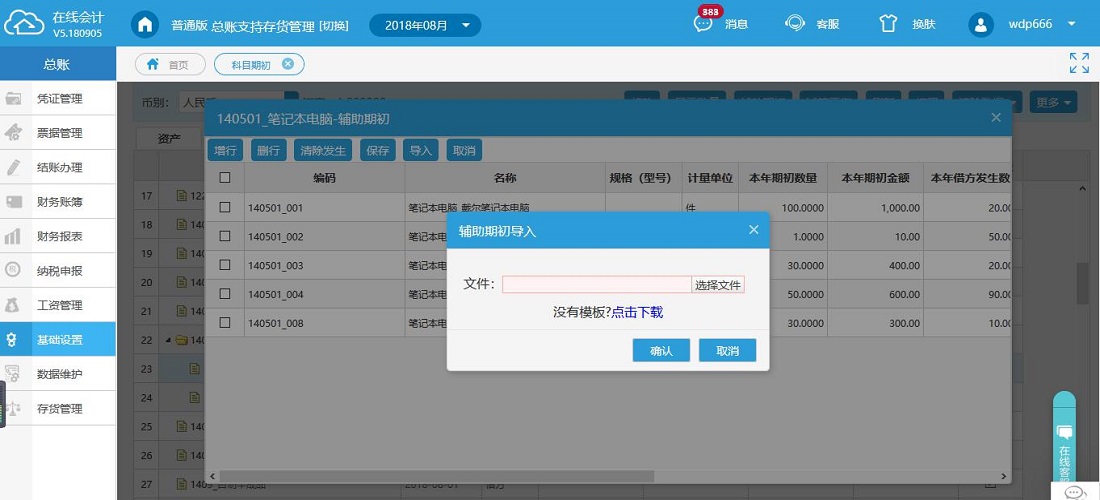 在线会计
V5.180905
普通版 总账支持存货管理 [切换]
2018年08月
383
消息
客服
换肤
wdp666
总账
首页
科目期初
凭证管理
票据管理
结账办理
财务账簿
财务报表
纳税申报
工资管理
基础设置
数据维护
存货管理
币别:
更多
资产
140501_笔记本电脑-辅助期初
增行 删行 清除发生 保存 导入 取消
编码 名称 规格（型号） 计量单位 本年期初数量 本年期初金额 本年借方发生数
140501_001 笔记本电脑_戴尔笔记本电脑 件 100.0000 1,000.00 20.00
140501_002 笔记本电 1.0000 10.00 50.00
140501_003 笔记本电 30.0000 400.00 20.00
140501_004 笔记本电 50.0000 600.00 90.00
140501_008 笔记本电 30.0000 300.00 10.00
17
18
19
20
21
22
23
24
25
26
27
辅助期初导入
文件：
选择文件
没有模板?点击下载
确认 取消
2018-08-01 借方
在线客服